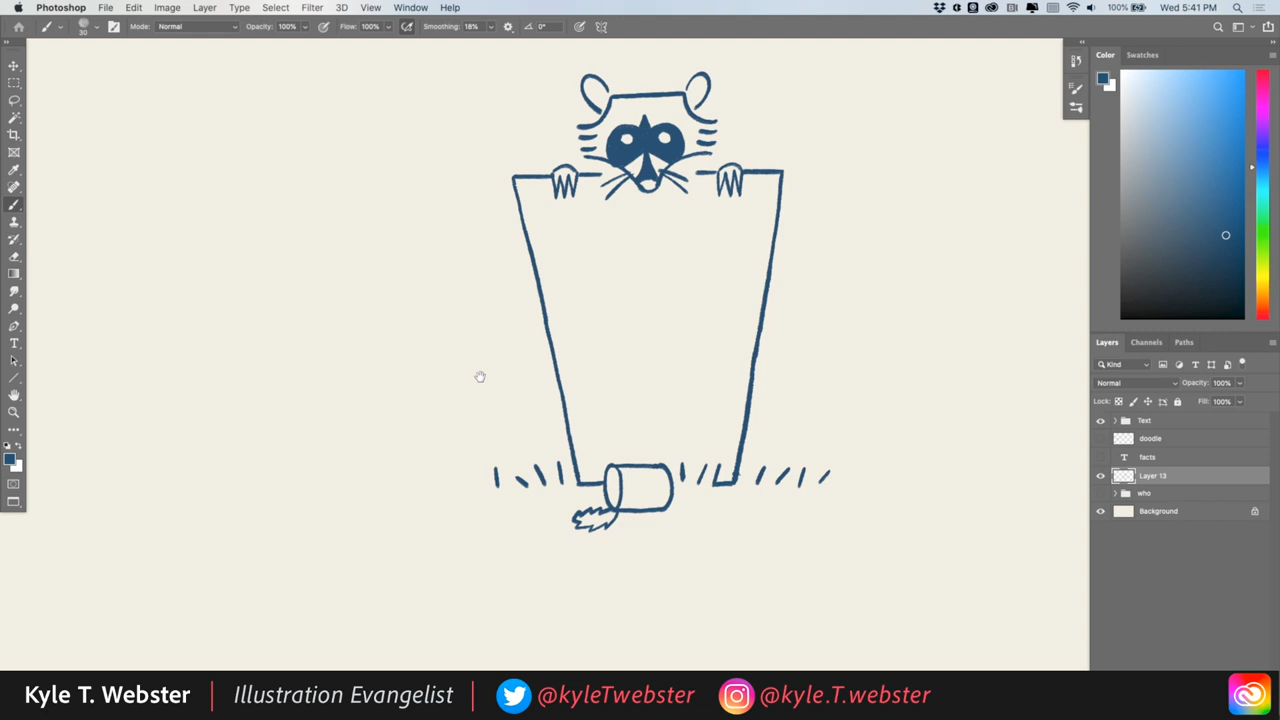 Photoshop File Edit Image Layer Type Select Filter 3D View Window Help 100% Wed 5:41 PM
30 Mode: Normal Opacity: 100% Flow: 100% Smoothing: 18% 0°
Color Swatches
Layers Channels Paths
Kind
Normal Opacity: 100%
Lock: Fill: 100%
Text
doodle
T facts
Layer 13
who
Background
Kyle T. Webster | Illustration Evangelist | @kyleTwebster @kyle.T.webster